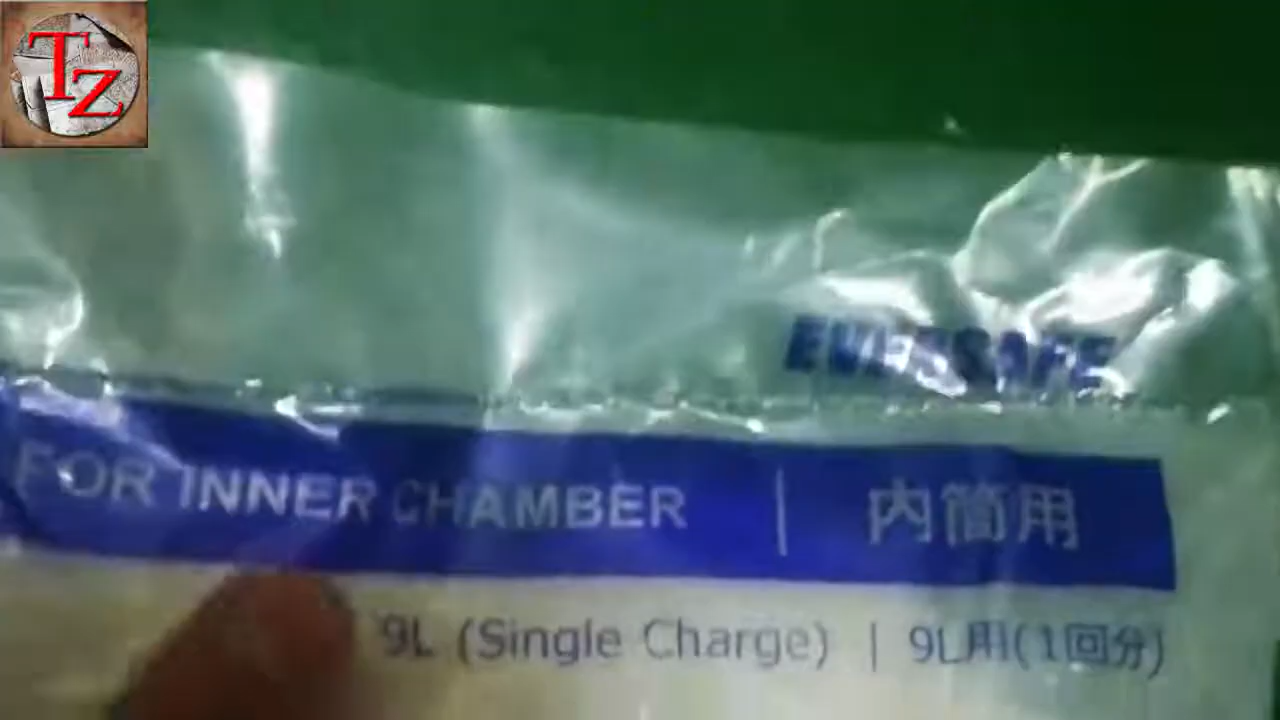 TZ
EVERSAFE
FOR INNER CHAMBER | 内筒用
9L (Single Charge) | 9L用(1回分)